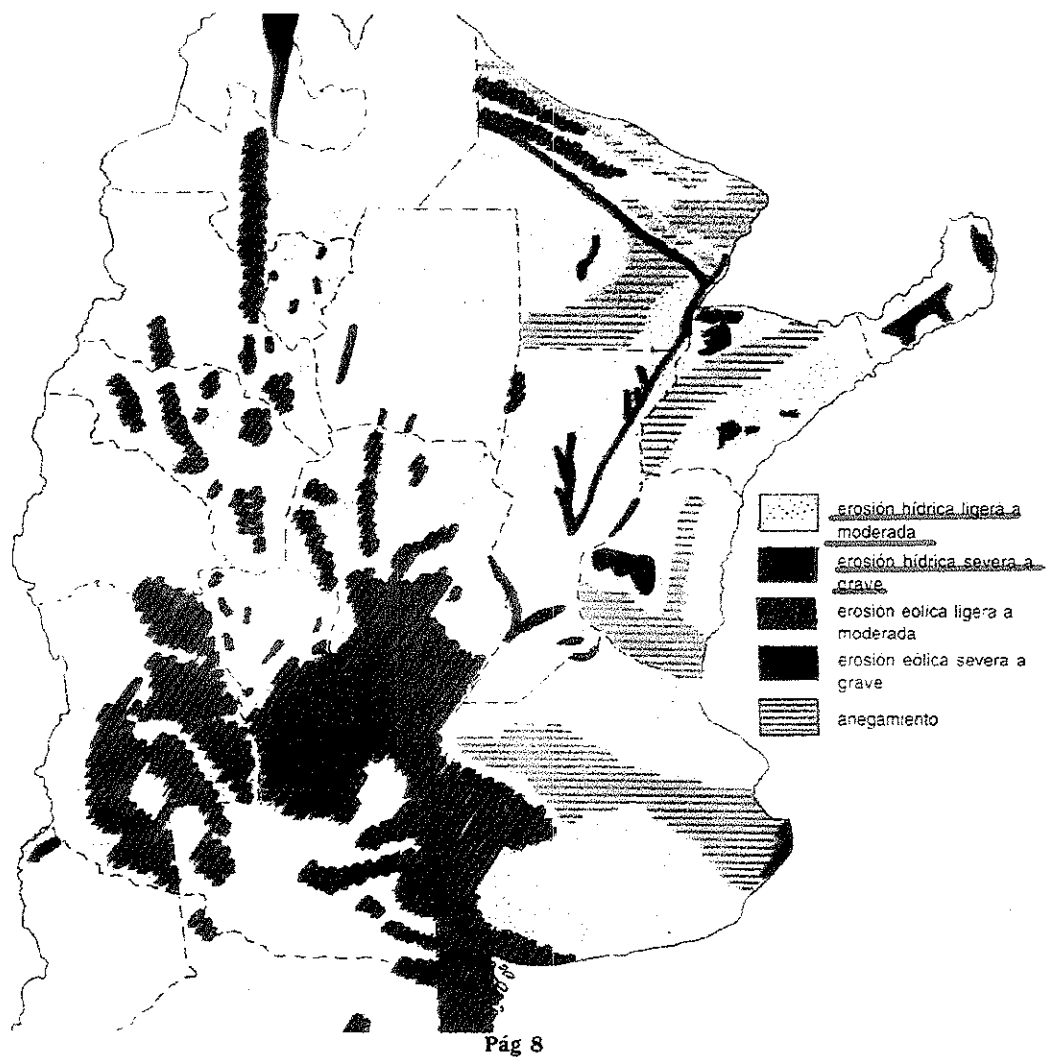 erosión hídrica ligera a
moderada
erosión hídrica severa a
grave
erosión eólica ligera a
moderada
erosión eólica severa a
grave
anegamiento
Pág 8